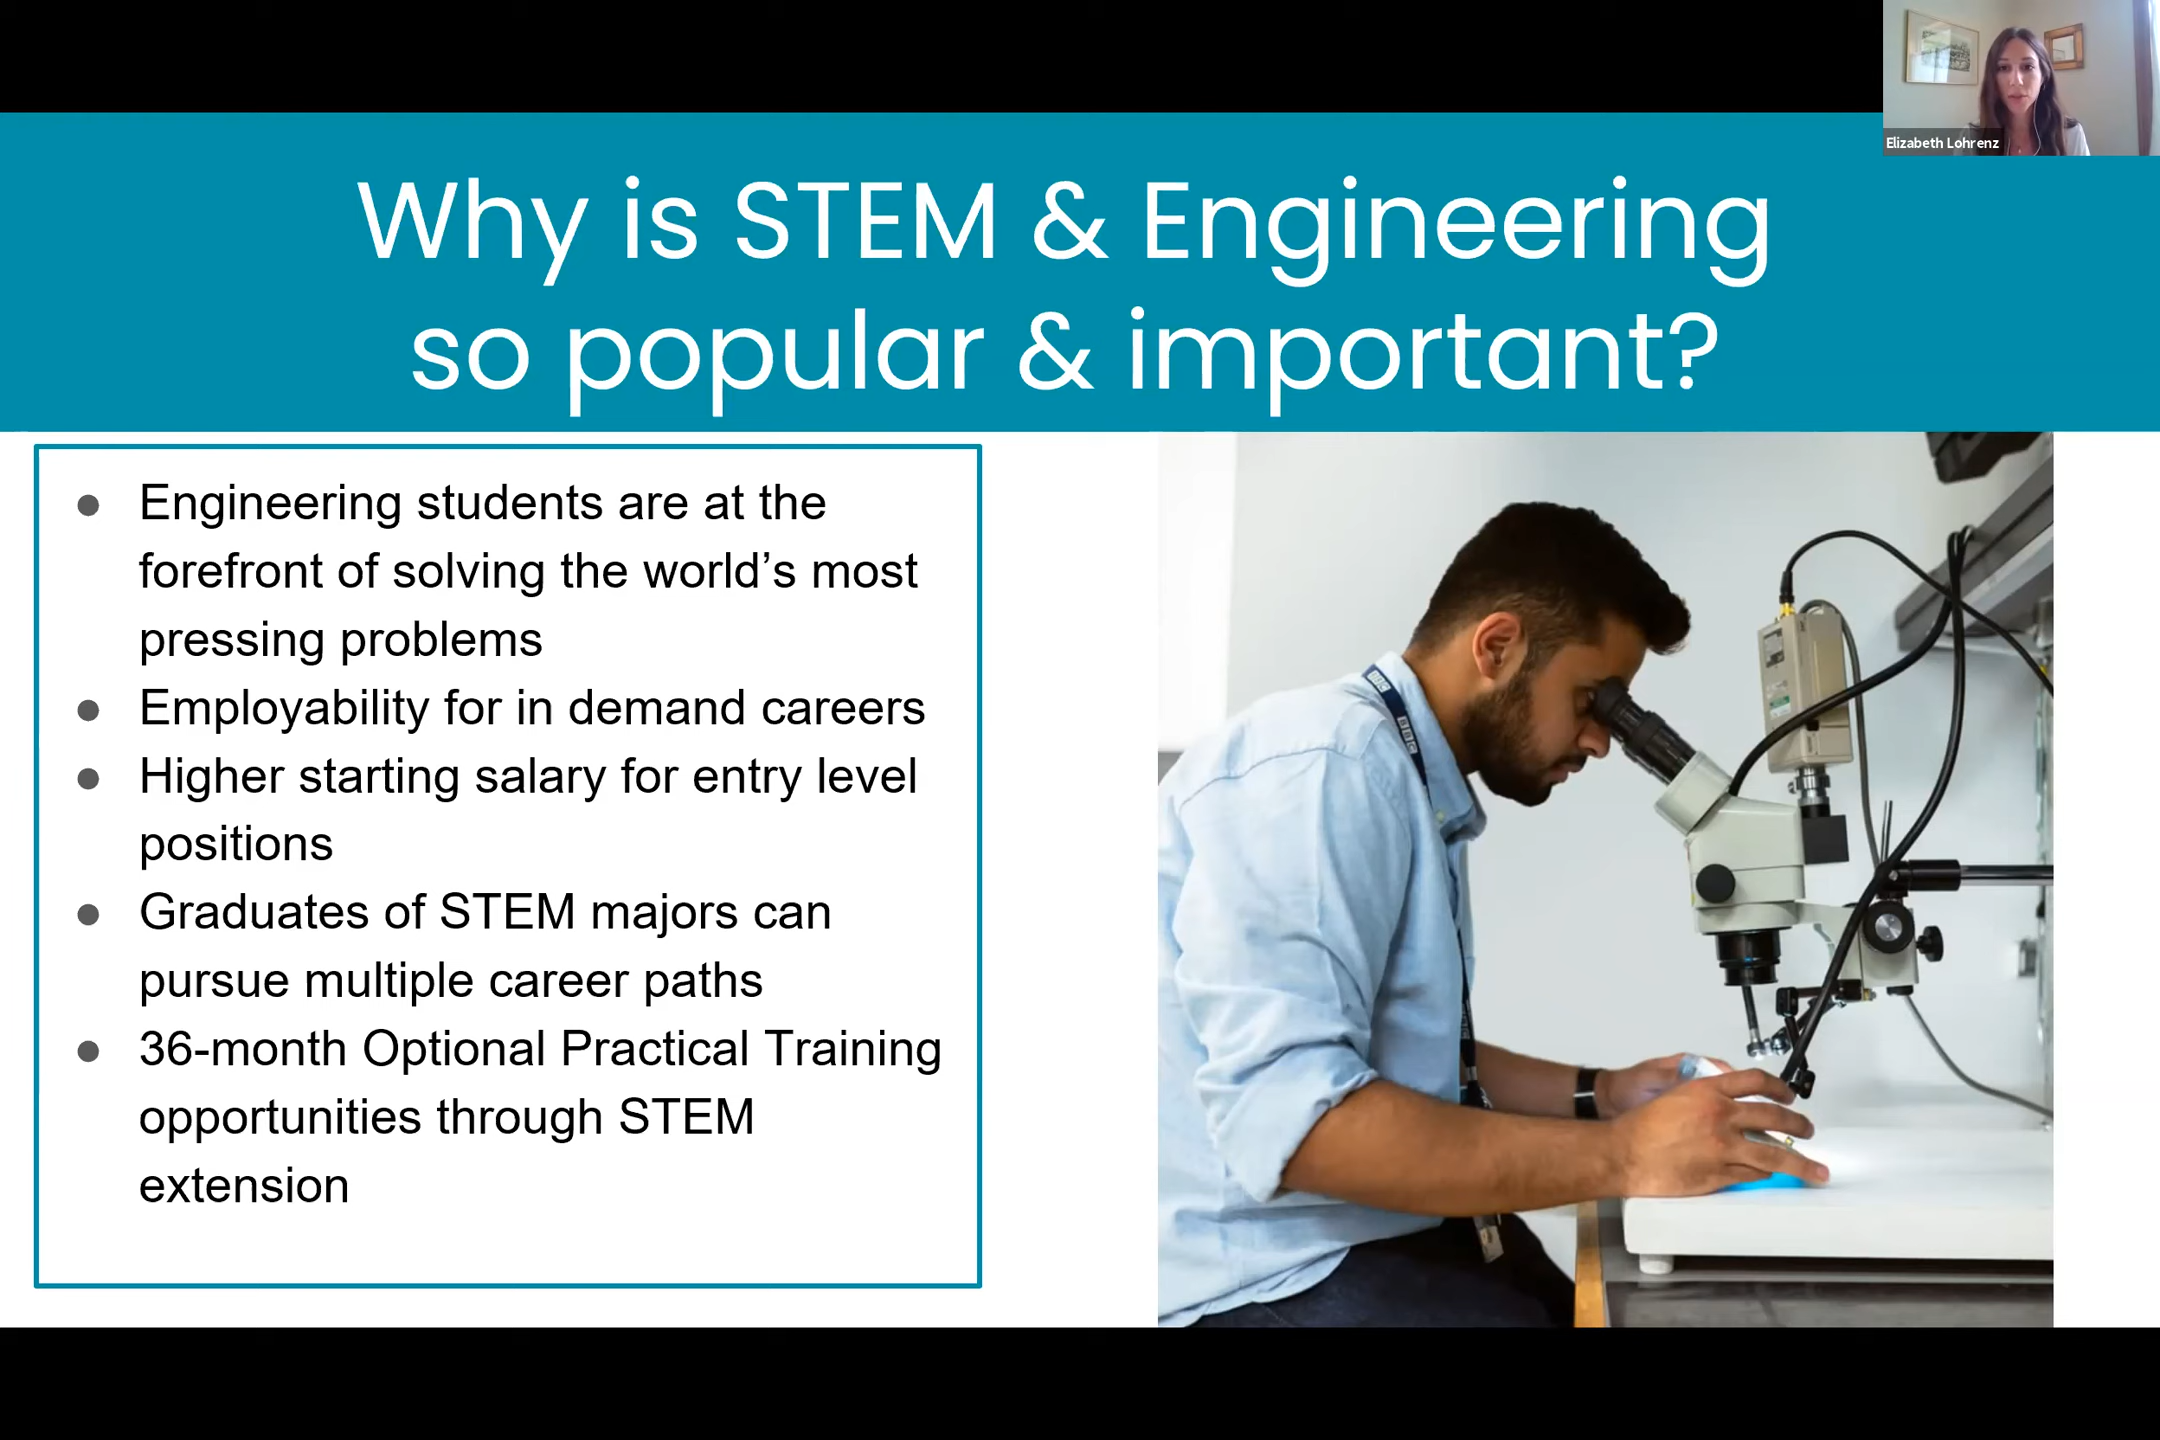 Elizabeth Lohrenz
Why is STEM & Engineering
so popular & important?
● Engineering students are at the
forefront of solving the world’s most
pressing problems
● Employability for in demand careers
● Higher starting salary for entry level
positions
● Graduates of STEM majors can
pursue multiple career paths
● 36-month Optional Practical Training
opportunities through STEM
extension
BBC
BBC